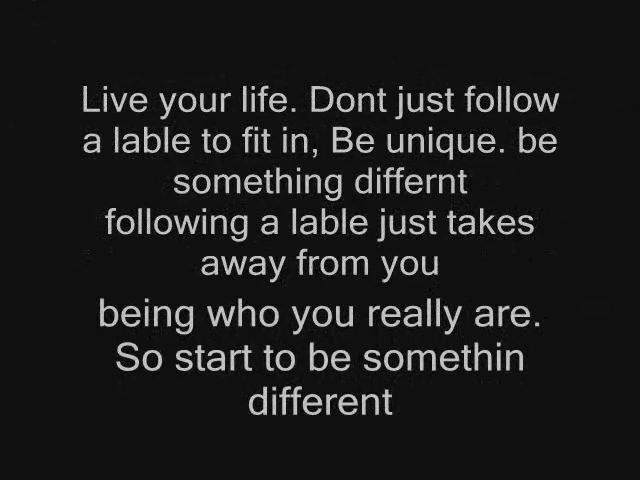 Live your life. Dont just follow
a lable to fit in, Be unique. be
something differnt
following a lable just takes
away from you
being who you really are.
So start to be somethin
different